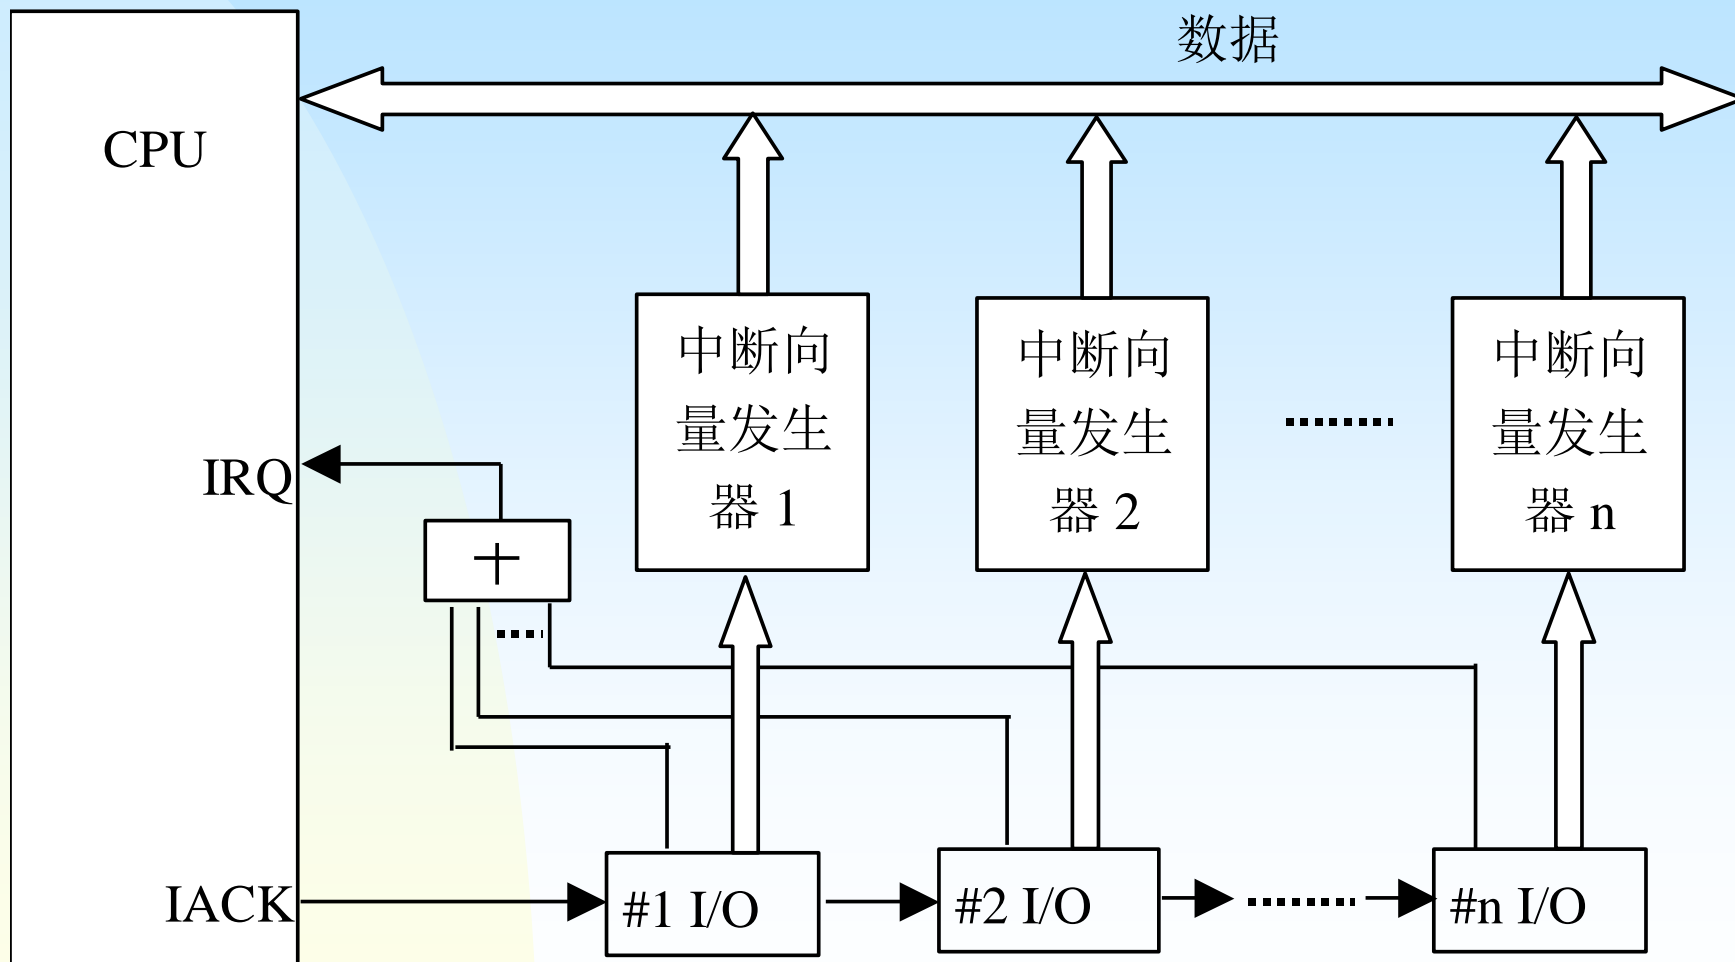 数据
CPU
中断向
量发生
器 1
中断向
量发生
器 2
中断向
量发生
器 n
IRQ
+
IACK
#1 I/O
#2 I/O
#n I/O